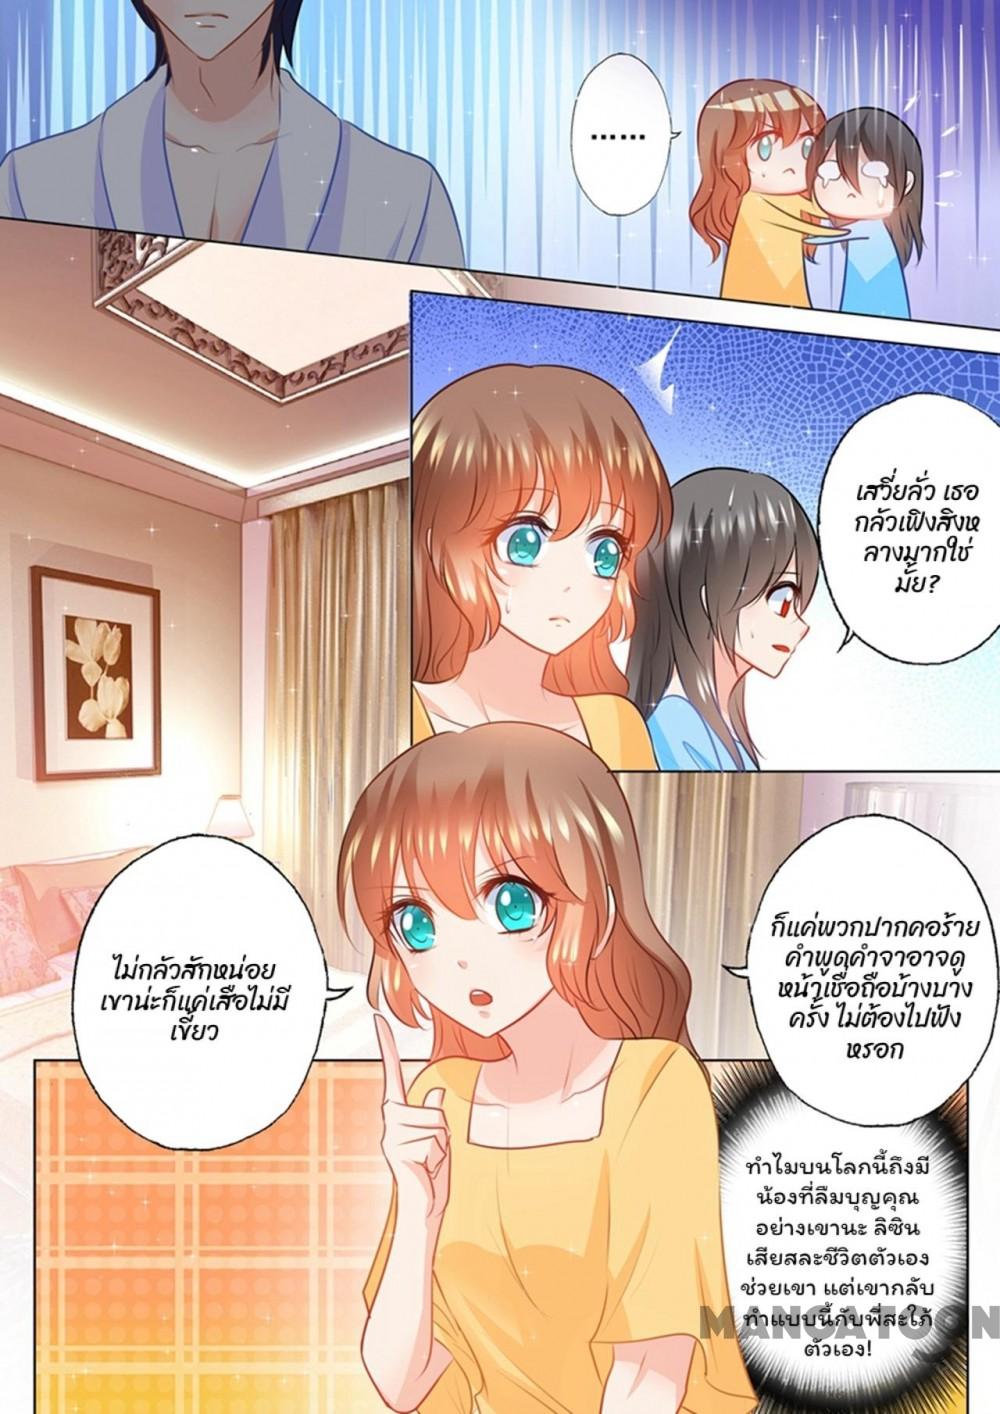 ……
เสวี่ยลั่ว เธอ
กลัวเฟิงสิงห
ลางมากใช่
มั้ย?
ไม่กลัวสักหน่อย
เขาน่ะก็แค่เสือไม่มี
เขี้ยว
ก็แค่พวกปากคอร้าย
คำพูดคำจาอาจดู
หน้าเชื่อถือบ้างบาง
ครั้ง ไม่ต้องไปฟัง
หรอก
ทำไมบนโลกนี้ถึงมี
น้องที่ลืมบุญคุณ
อย่างเขานะ ลิซิน
เสียสละชีวิตตัวเอง
ช่วยเขา แต่เขากลับ
ทำแบบนี้กับพี่สะใภ้
ตัวเอง!
MANGATOON